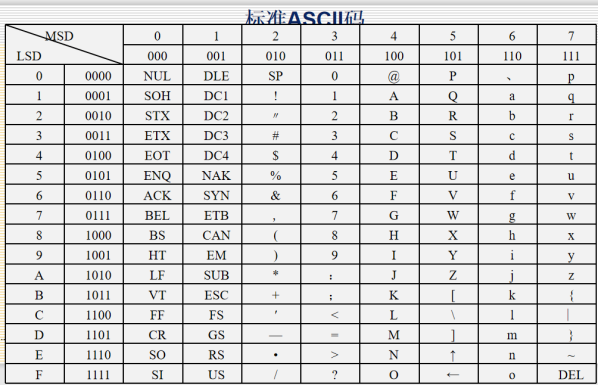 标准ASCII码
MSD 0 1 2 3 4 5 6 7
LSD 000 001 010 011 100 101 110 111
0 0000 NUL DLE SP 0 @ P 、 p
1 0001 SOH DC1 ! 1 A Q a q
2 0010 STX DC2 〃 2 B R b r
3 0011 ETX DC3 # 3 C S c s
4 0100 EOT DC4 $ 4 D T d t
5 0101 ENQ NAK % 5 E U e u
6 0110 ACK SYN & 6 F V f v
7 0111 BEL ETB , 7 G W g w
8 1000 BS CAN ( 8 H X h x
9 1001 HT EM ) 9 I Y i y
A 1010 LF SUB * : J Z j z
B 1011 VT ESC + ; K [ k {
C 1100 FF FS ′ < L \ l |
D 1101 CR GS — = M ] m }
E 1110 SO RS • > N ↑ n ~
F 1111 SI US / ? O ← o DEL